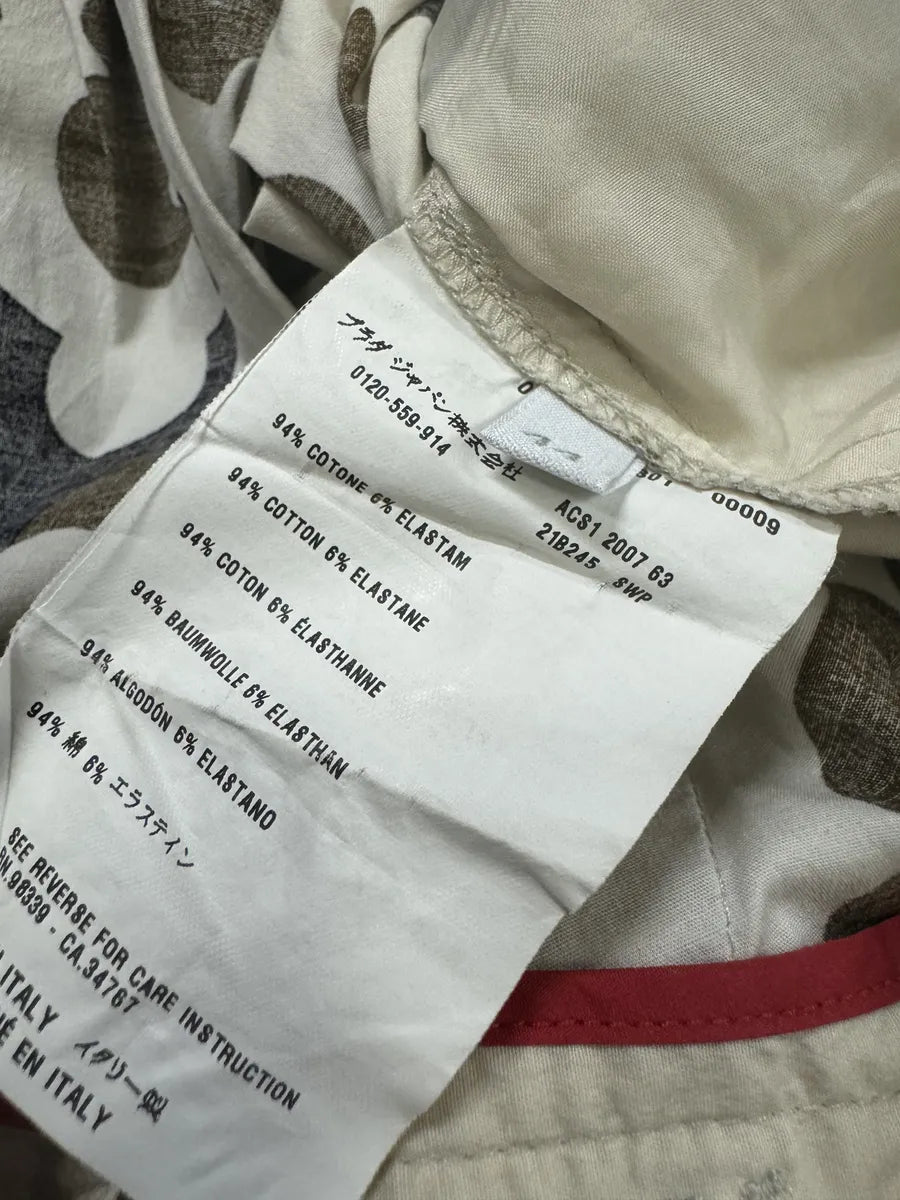 プラダ ジャパン株式会社
0120-559-914
00009
ACS1 2007 63
21B245 SWP
94% COTONE 6% ELASTAM
94% COTTON 6% ELASTANE
94% COTON 6% ÉLASTHANNE
94% BAUMWOLLE 6% ELASTHAN
94% ALGODÓN 6% ELASTANO
94% 綿 6% エラスティン
SEE REVERSE FOR CARE INSTRUCTION
RN.98339 - CA.34767
ITALY
EN ITALY
イタリー製